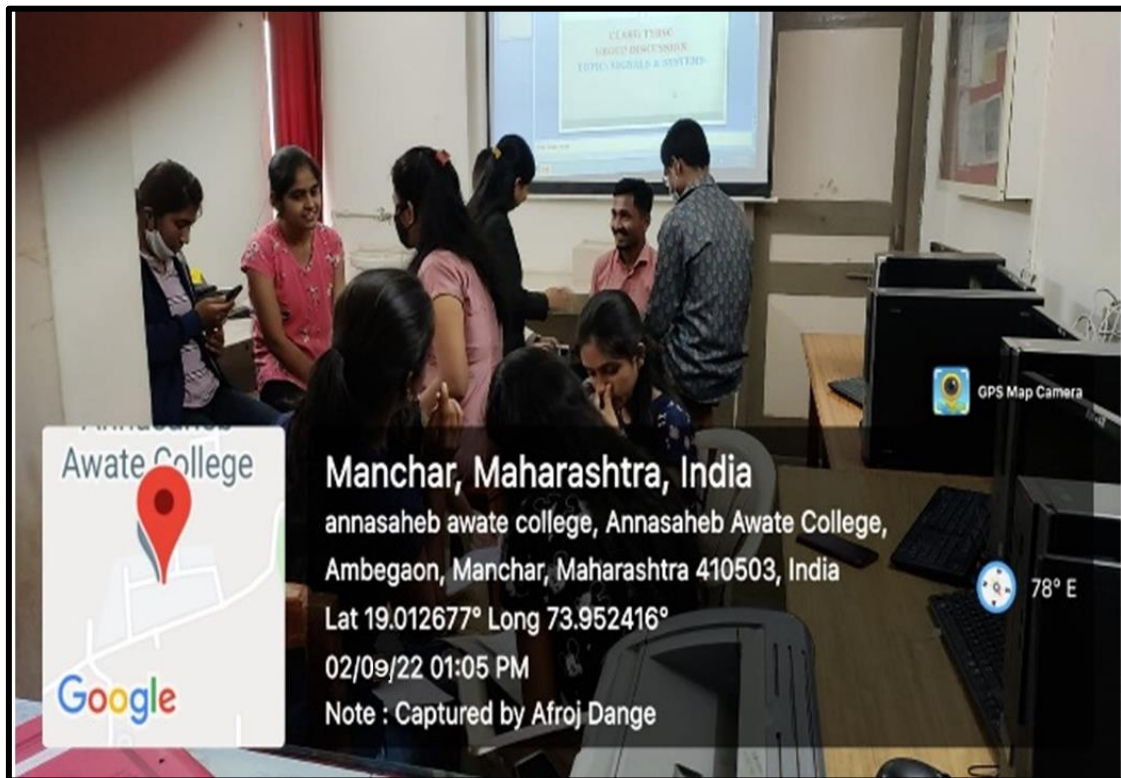 CLASS: TYBSC
GROUP DISCUSSION
TOPIC: SIGNALS & SYSTEMS
GPS Map Camera
Awate College
Google
Manchar, Maharashtra, India
annasaheb awate college, Annasaheb Awate College,
Ambegaon, Manchar, Maharashtra 410503, India
Lat 19.012677° Long 73.952416°
02/09/22 01:05 PM
Note : Captured by Afroj Dange
78° E